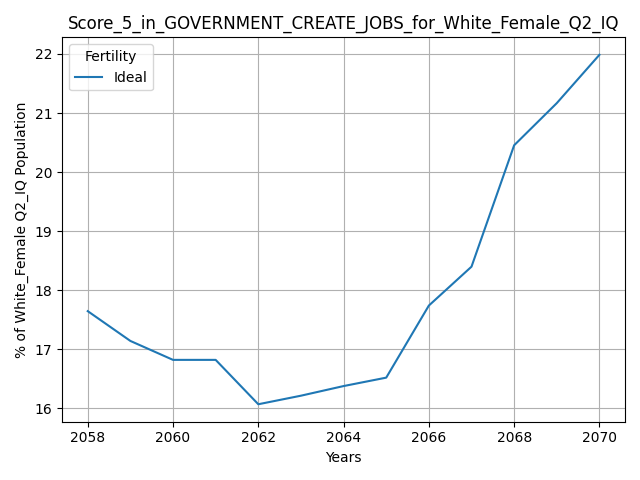 Score_5_in_GOVERNMENT_CREATE_JOBS_for_White_Female_Q2_IQ
Fertility
Ideal
% of White_Female Q2_IQ Population
22
21
20
19
18
17
16
2058 2060 2062 2064 2066 2068 2070
Years